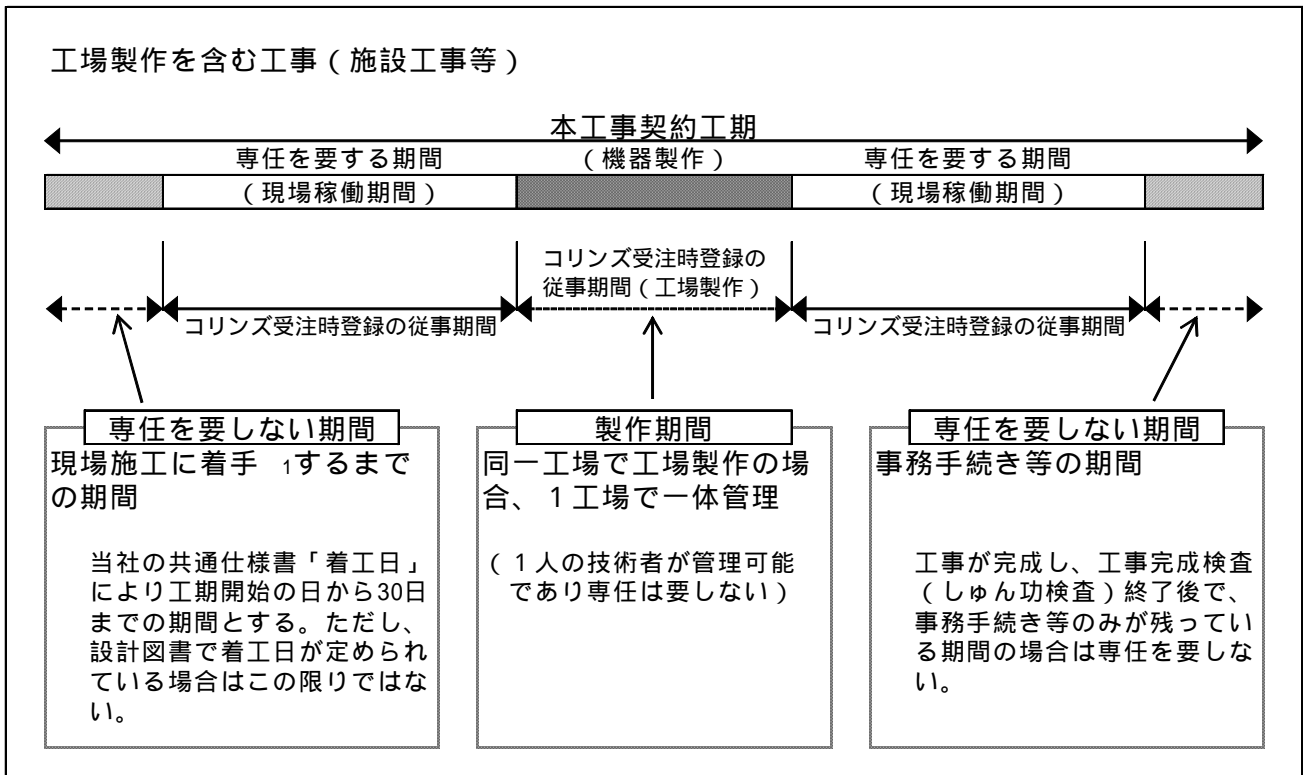 工場製作を含む工事(施設工事等)
本工事契約工期
専任を要する期間
(機器製作)
専任を要する期間
(現場稼働期間)
(現場稼働期間)
コリンズ受注時登録の
従事期間(工場製作)
コリンズ受注時登録の従事期間
コリンズ受注時登録の従事期間
専任を要しない期間
現場施工に着手 1するまで
の期間
当社の共通仕様書「着工日」
により工期開始の日から30日
までの期間とする。ただし、
設計図書で着工日が定められ
ている場合はこの限りではな
い。
製作期間
同一工場で工場製作の場
合、1工場で一体管理
(1人の技術者が管理可能
であり専任は要しない)
専任を要しない期間
事務手続き等の期間
工事が完成し、工事完成検査
(しゅん功検査)終了後で、
事務手続き等のみが残ってい
る期間の場合は専任を要しな
い。